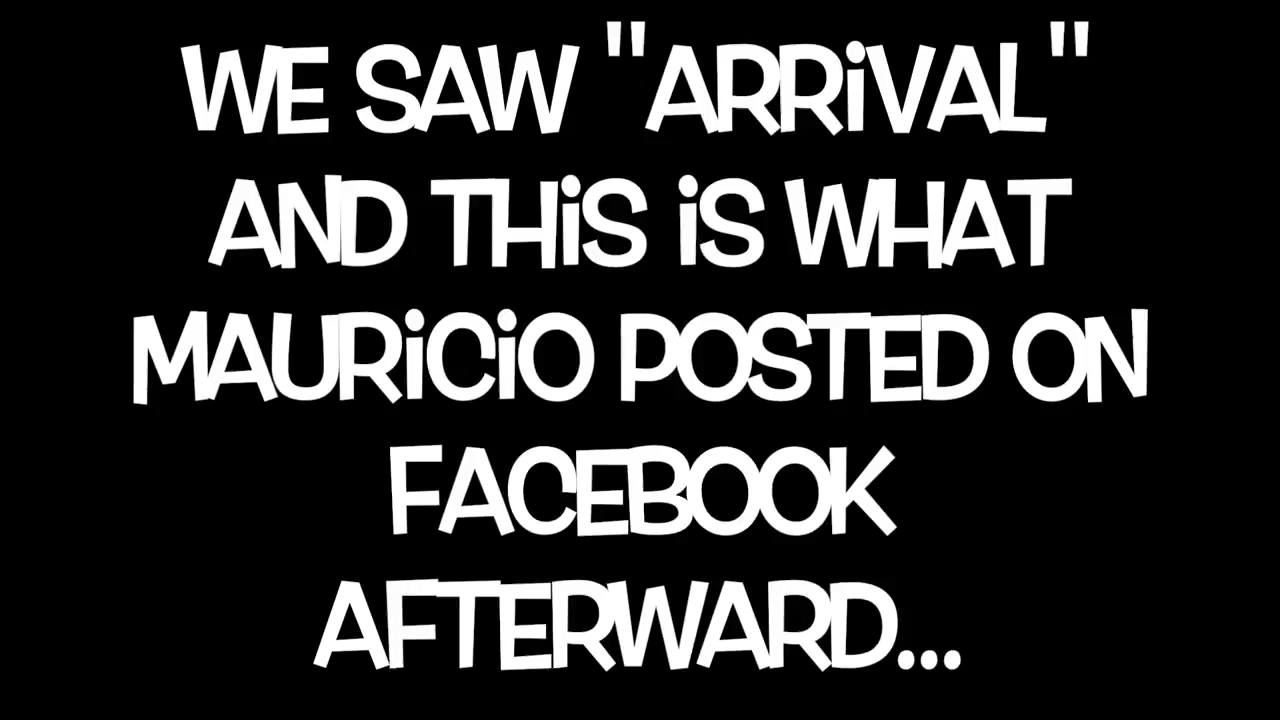 WE SAW "ARRiVAL"
AND THiS iS WHAT
MAURiCiO POSTED ON
FACEBOOK
AFTERWARD...